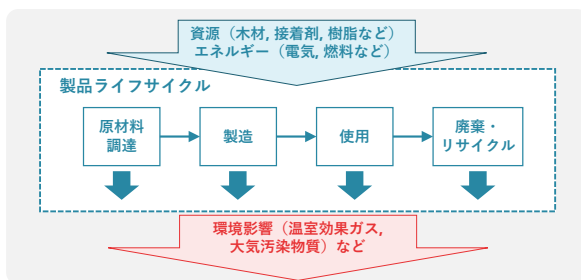 資源（木材, 接着剤, 樹脂など）
エネルギー（電気, 燃料など）
製品ライフサイクル
原材料
調達
製造
使用
廃棄・
リサイクル
環境影響（温室効果ガス,
大気汚染物質）など